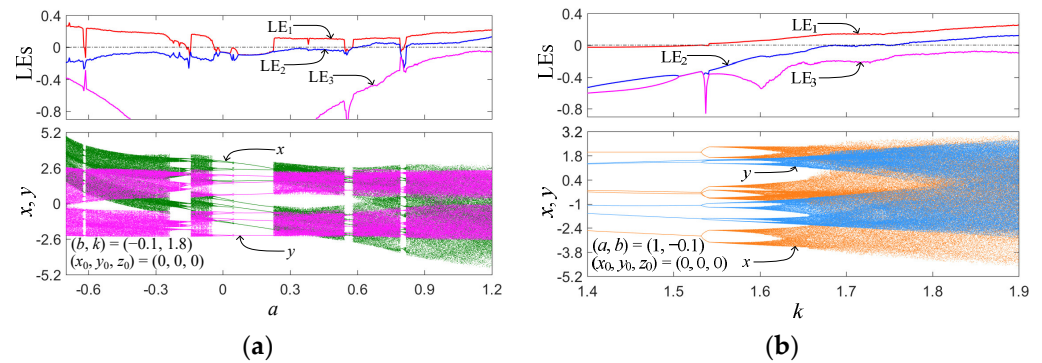 0.4
0
-0.4
-0.8
LEs
LE1
LE2
LE3
5.2
2.6
0
-2.6
-5.2
x, y
x
y
(b, k) = (−0.1, 1.8)
(x0, y0, z0) = (0, 0, 0)
-0.6 -0.3 0 0.3 0.6 0.9 1.2
a
(a)
0.4
0
-0.4
-0.8
LEs
LE1
LE2
LE3
3.2
1.8
0.4
-1
-2.4
-3.8
-5.2
x, y
y
x
(a, b) = (1, −0.1)
(x0, y0, z0) = (0, 0, 0)
1.4 1.5 1.6 1.7 1.8 1.9
k
(b)